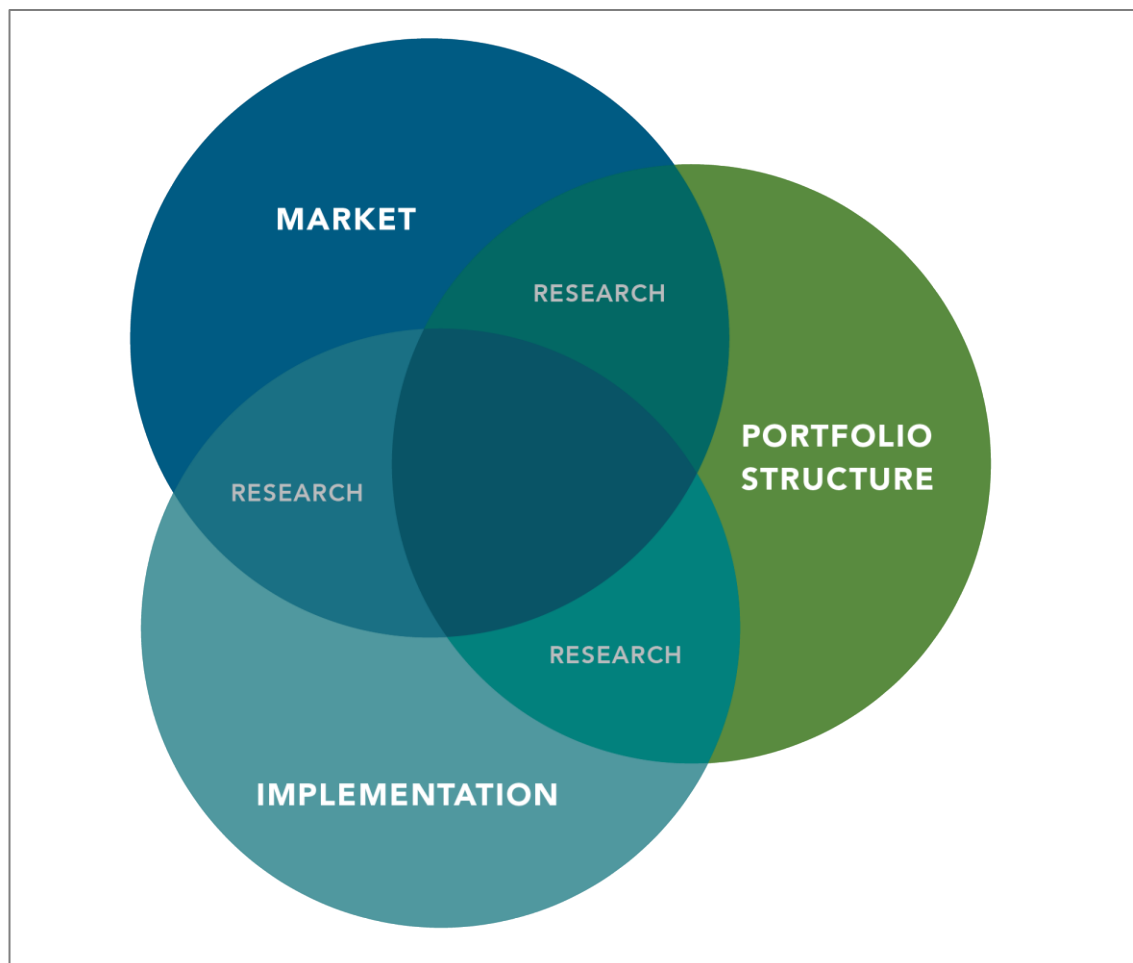 MARKET
RESEARCH
PORTFOLIO
STRUCTURE
RESEARCH
RESEARCH
IMPLEMENTATION